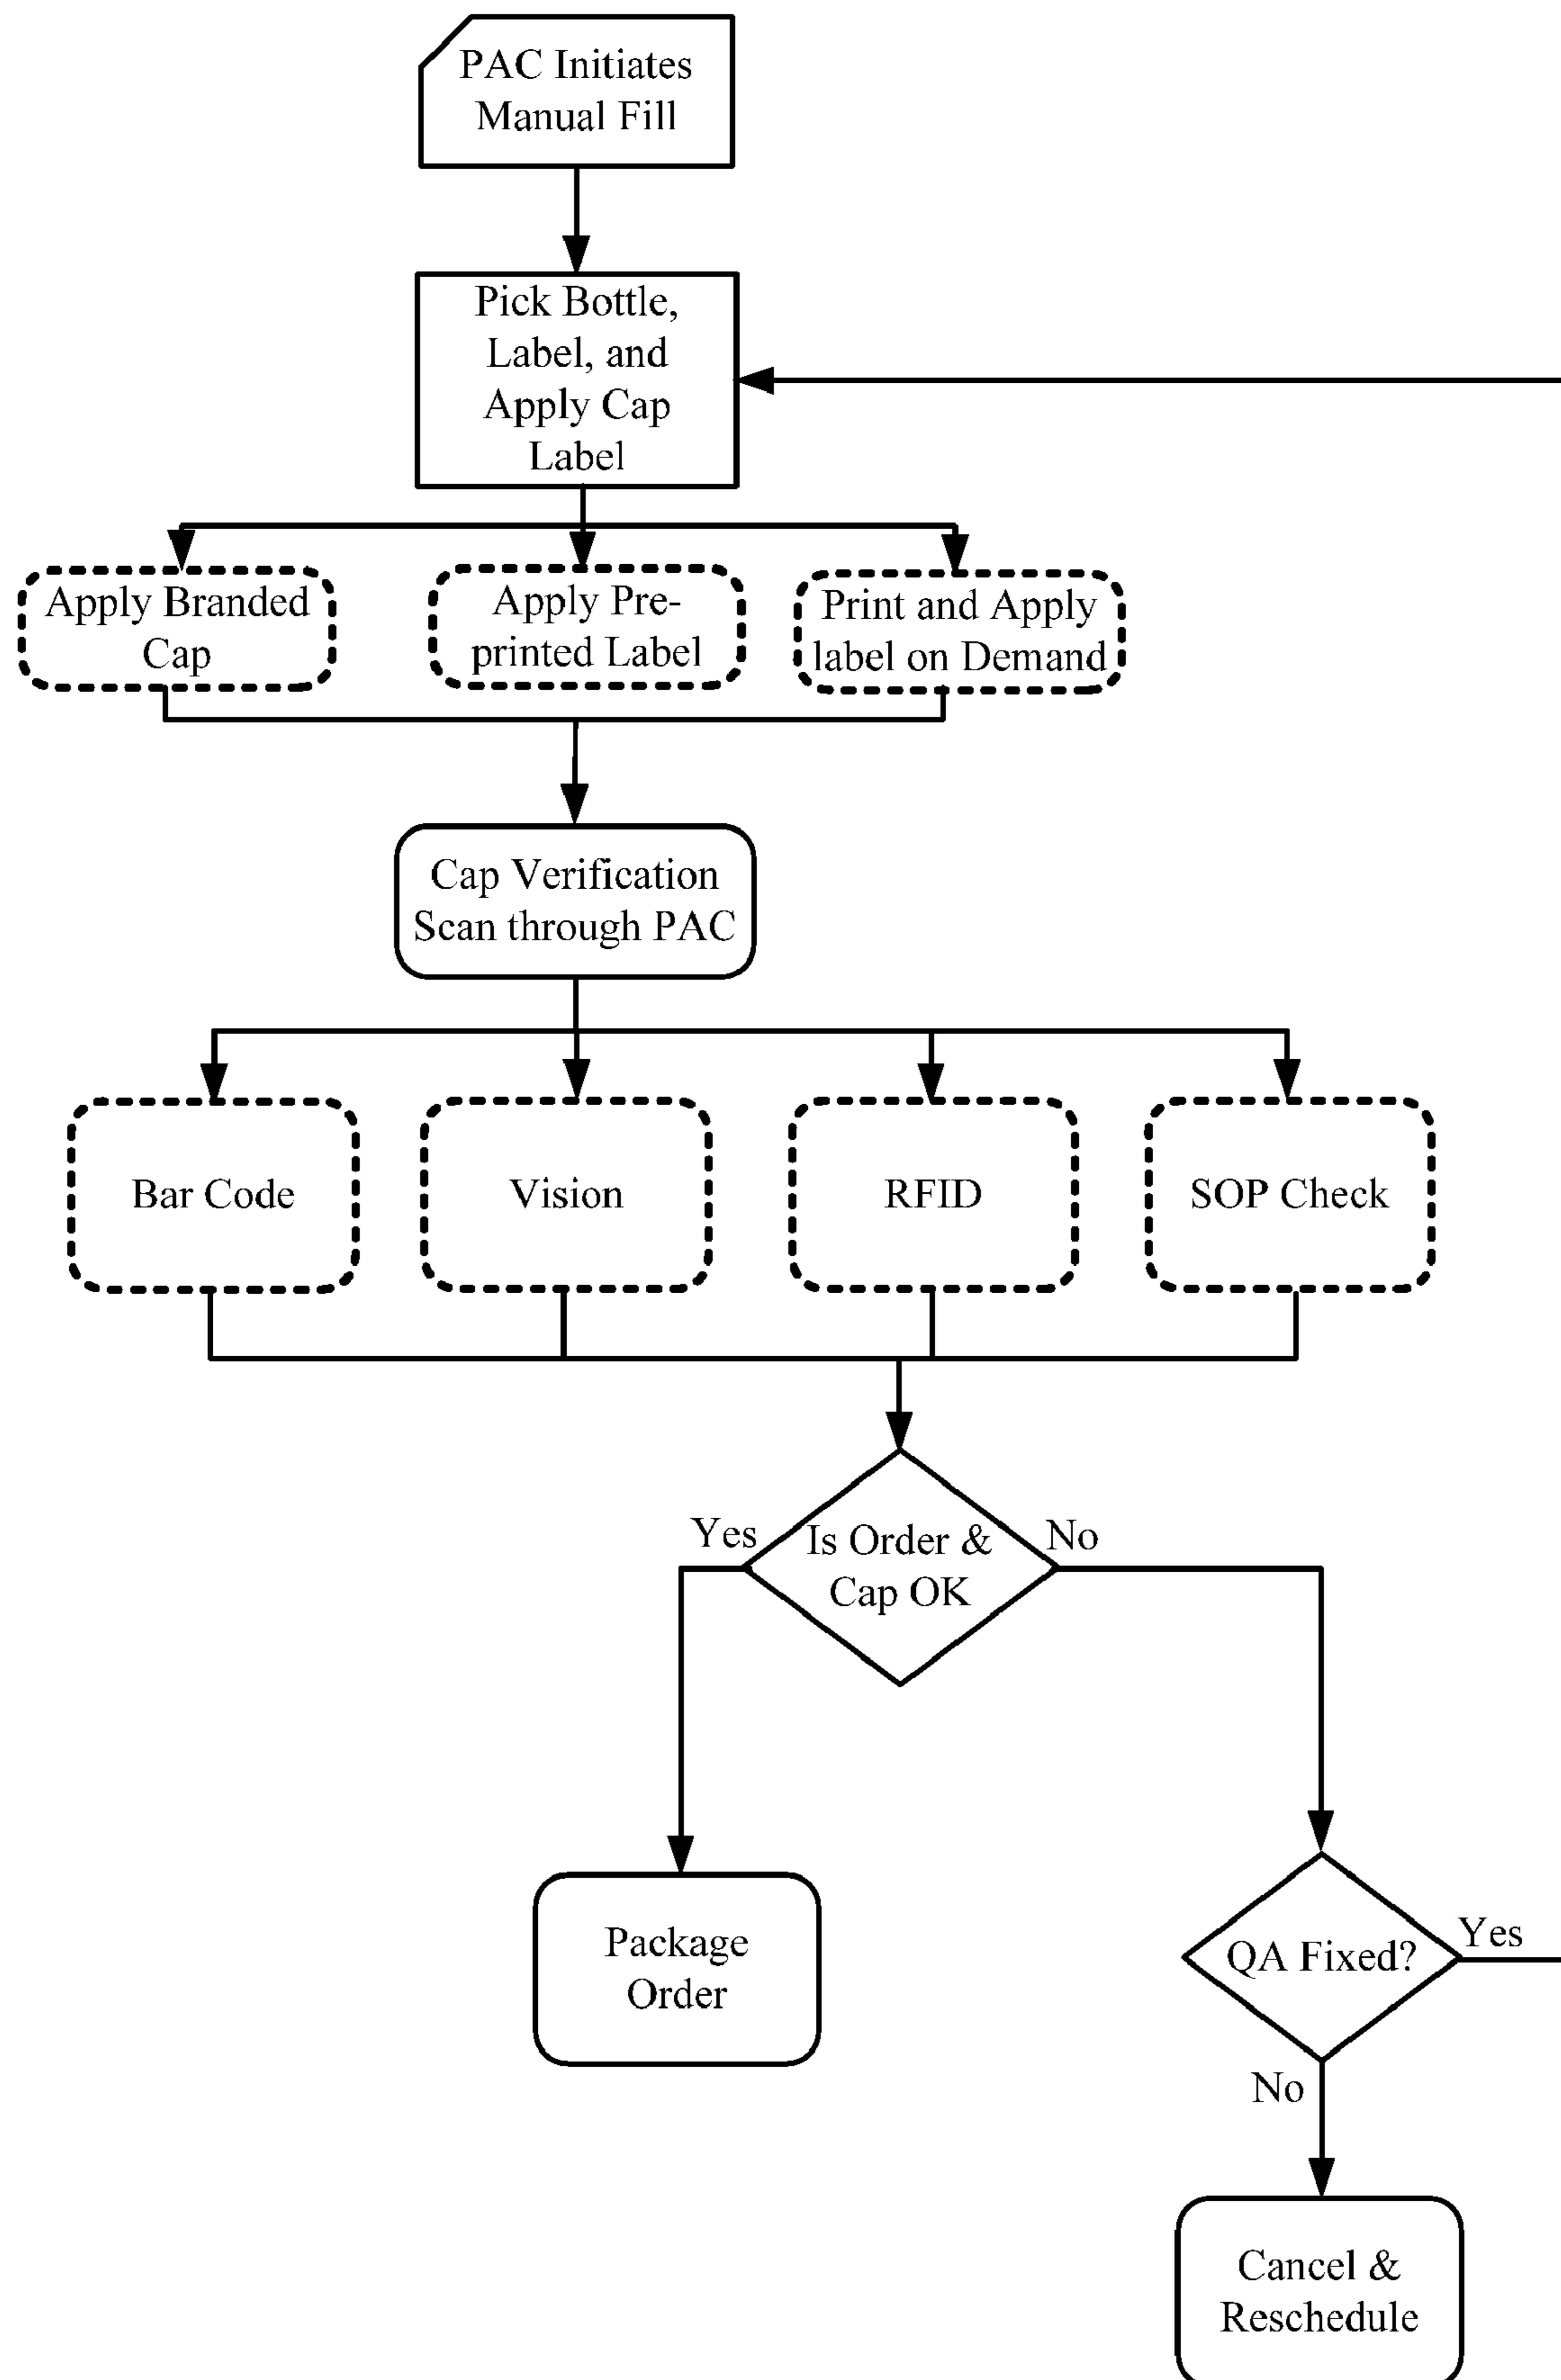 PAC Initiates
Manual Fill
Pick Bottle,
Label, and
Apply Cap
Label
Apply Branded
Cap
Apply Pre-
printed Label
Print and Apply
label on Demand
Cap Verification
Scan through PAC
Bar Code
Vision
RFID
SOP Check
Yes
Is Order &
Cap OK
No
Package
Order
QA Fixed?
Yes
No
Cancel &
Reschedule